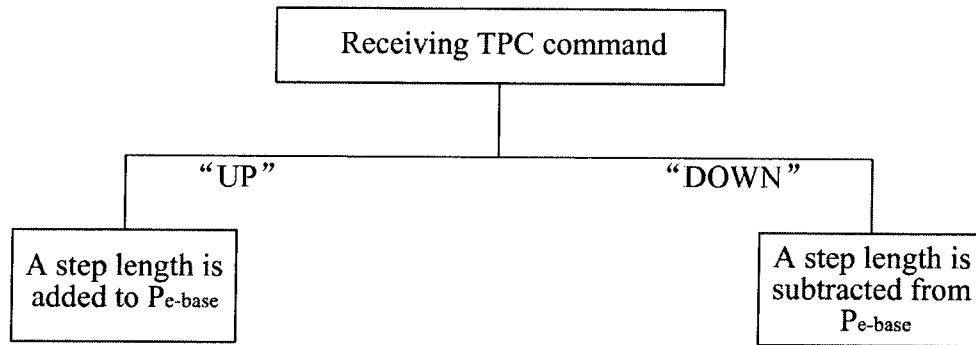 Receiving TPC command
“UP”
“DOWN”
A step length is
added to Pe-base
A step length is
subtracted from
Pe-base